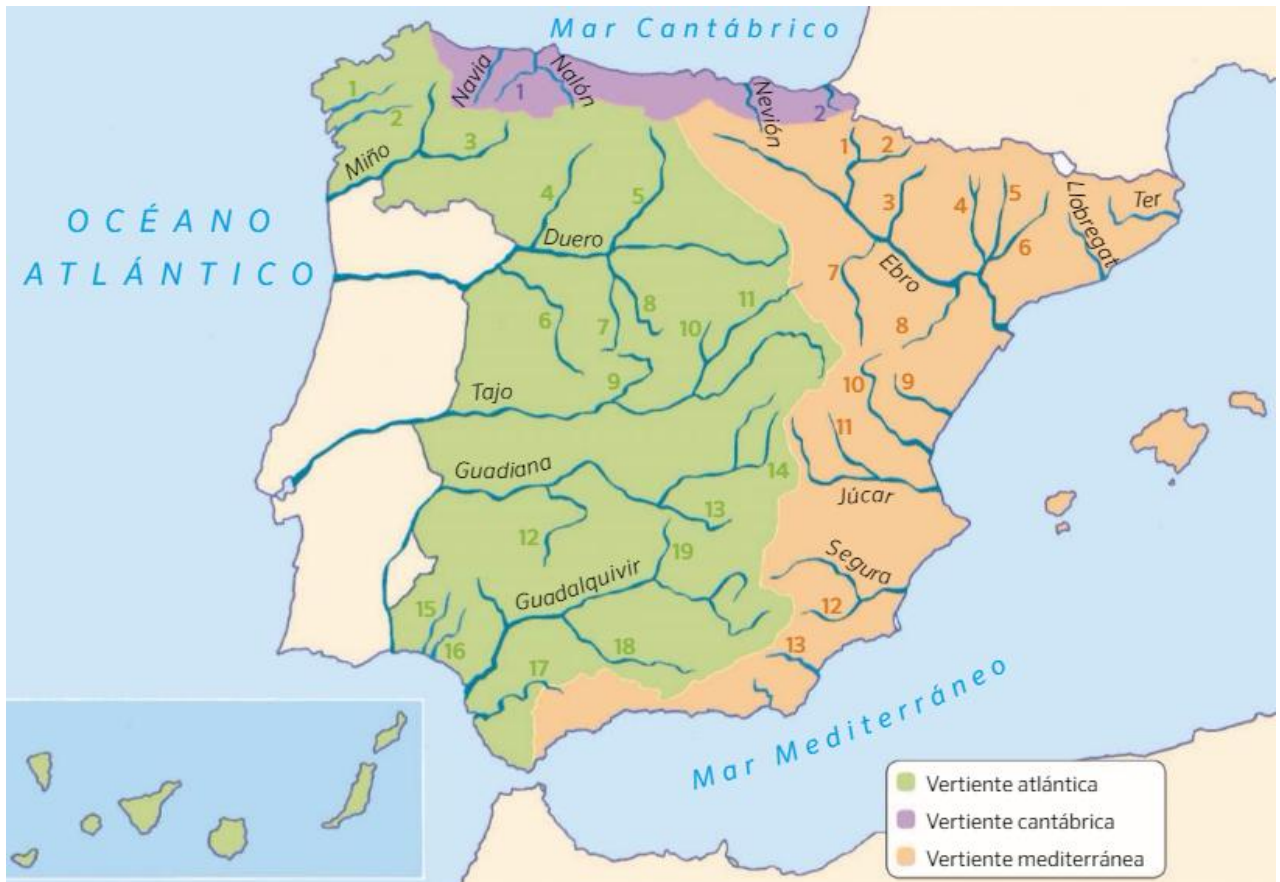 Mar Cantábrico
Navia
Nalón
Nevión
1
2
1
2
3
Miño
1
2
3
4
5
6
Llobregat
Ter
4
5
OCÉANO
ATLÁNTICO
Duero
Ebro
7
8
6
7
8
10
11
9
Tajo
10
9
11
Guadiana
14
Júcar
12
13
19
Segura
Guadalquivir
12
15
16
17
18
13
Mar Mediterráneo
Vertiente atlántica
Vertiente cantábrica
Vertiente mediterránea